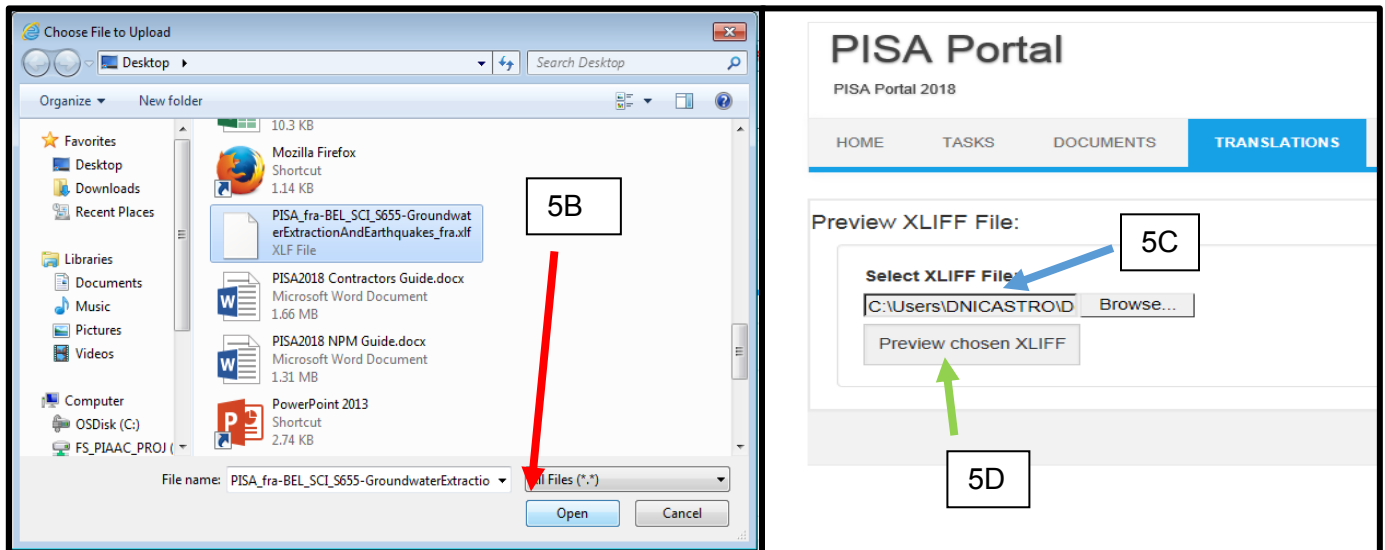 Choose File to Upload
Desktop
Search Desktop
Organize
New folder
Favorites
Desktop
Downloads
Recent Places
Libraries
Documents
Music
Pictures
Videos
Computer
OSDisk (C:)
FS_PIAAC_PROJ (
10.3 KB
Mozilla Firefox
Shortcut
1.14 KB
PISA_fra-BEL_SCI_S655-Groundwat
erExtractionAndEarthquakes_fra.xlf
XLF File
PISA2018 Contractors Guide.docx
Microsoft Word Document
1.66 MB
PISA2018 NPM Guide.docx
Microsoft Word Document
1.31 MB
PowerPoint 2013
Shortcut
2.74 KB
5B
File name: PISA_fra-BEL_SCI_S655-GroundwaterExtractio
All Files (*.*)
Open
Cancel
PISA Portal
PISA Portal 2018
HOME
TASKS
DOCUMENTS
TRANSLATIONS
Preview XLIFF File:
5C
Select XLIFF File:
C:\Users\DNICASTRO\D
Browse...
Preview chosen XLIFF
5D